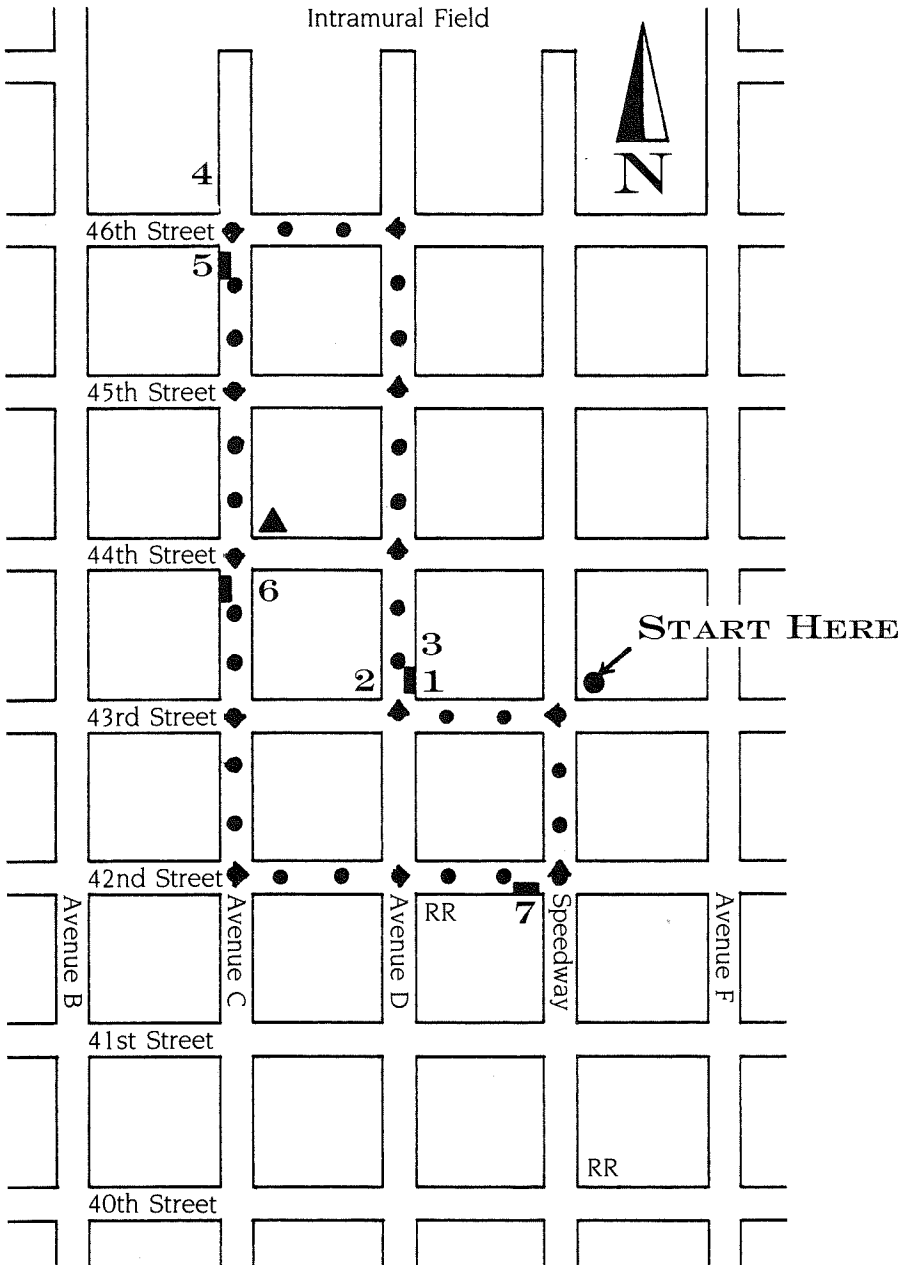 Intramural Field
N
4
46th Street
5
45th Street
44th Street
6
START HERE
3
2
1
43rd Street
42nd Street
RR
7
Avenue B
Avenue C
Avenue D
Speedway
Avenue F
41st Street
RR
40th Street